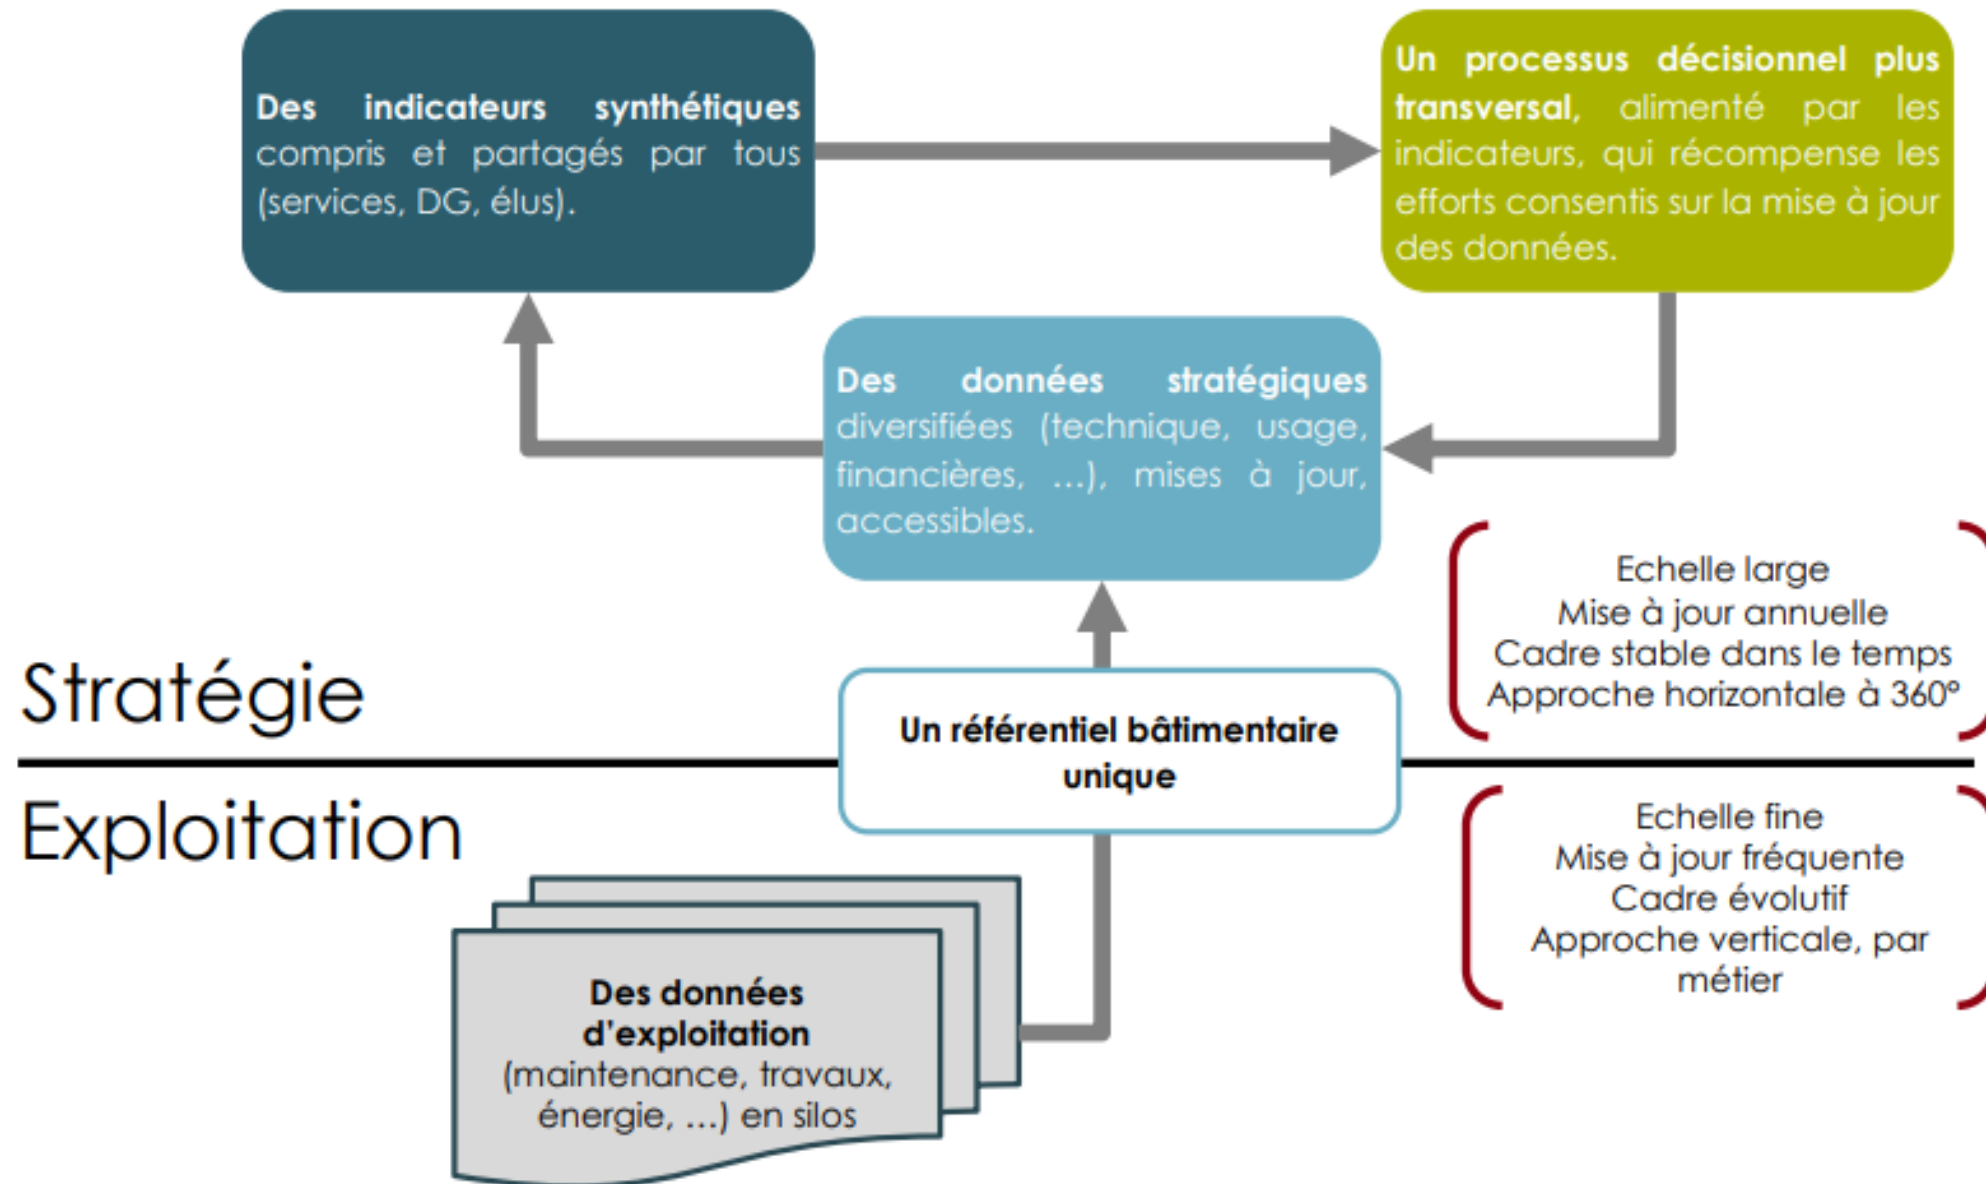 Des indicateurs synthétiques
compris et partagés par tous
(services, DG, élus).
Un processus décisionnel plus
transversal, alimenté par les
indicateurs, qui récompense les
efforts consentis sur la mise à jour
des données.
Des données stratégiques
diversifiées (technique, usage,
financières, ...), mises à jour,
accessibles.
Echelle large
Mise à jour annuelle
Cadre stable dans le temps
Approche horizontale à 360°
Stratégie
Un référentiel bâtimentaire
unique
Exploitation
Echelle fine
Mise à jour fréquente
Cadre évolutif
Approche verticale, par
métier
Des données
d'exploitation
(maintenance, travaux,
énergie, ...) en silos